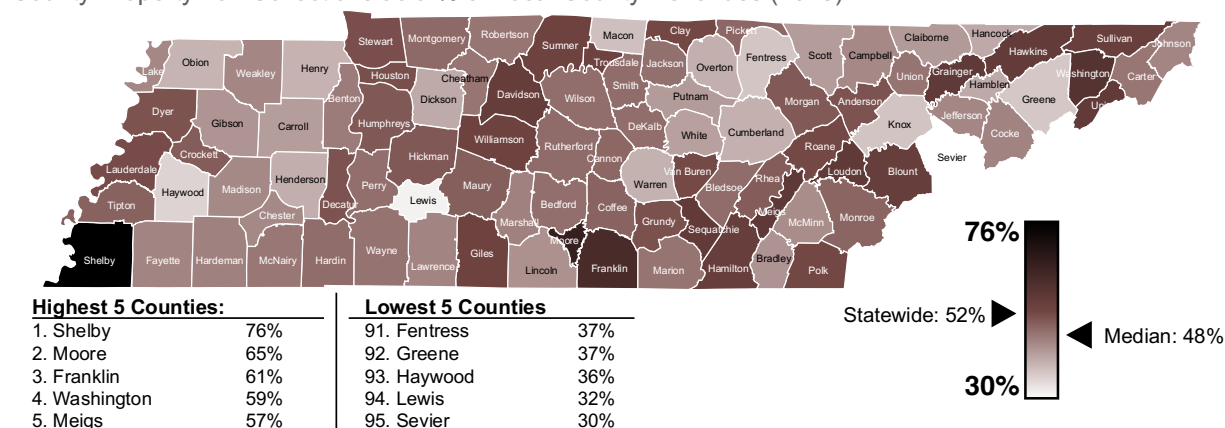 Stewart
Montgomery
Robertson
Sumner
Macon
Clay
Pickett
Fentress
Scott
Campbell
Claiborne
Hancock
Hawkins
Sullivan
Johnson
Lake
Obion
Weakley
Henry
Houston
Cheatham
Trousdale
Jackson
Overton
Union
Grainger
Hamblen
Washington
Carter
Dickson
Davidson
Wilson
Smith
Putnam
Morgan
Anderson
Greene
Dyer
Gibson
Carroll
Benton
Humphreys
Williamson
Rutherford
DeKalb
White
Cumberland
Knox
Jefferson
Cocke
Crockett
Hickman
Cannon
Roane
Sevier
Lauderdale
Haywood
Madison
Henderson
Decatur
Perry
Lewis
Maury
Warren
Van Buren
Bledsoe
Rhea
Loudon
Blount
Tipton
Chester
Marshall
Bedford
Coffee
Grundy
Sequatchie
Meigs
McMinn
Monroe
Moore
Shelby
Fayette
Hardeman
McNairy
Hardin
Wayne
Lawrence
Giles
Lincoln
Franklin
Marion
Hamilton
Bradley
Polk
76%
Statewide: 52%
Median: 48%
30%
Highest 5 Counties:
1. Shelby 76%
2. Moore 65%
3. Franklin 61%
4. Washington 59%
5. Meigs 57%
Lowest 5 Counties
91. Fentress 37%
92. Greene 37%
93. Haywood 36%
94. Lewis 32%
95. Sevier 30%